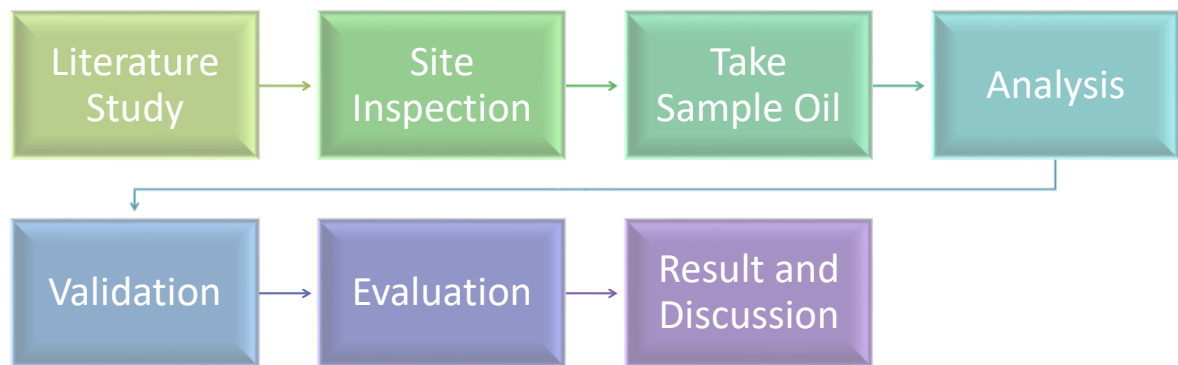 Literature
Study
Site
Inspection
Take
Sample Oil
Analysis
Validation
Evaluation
Result and
Discussion